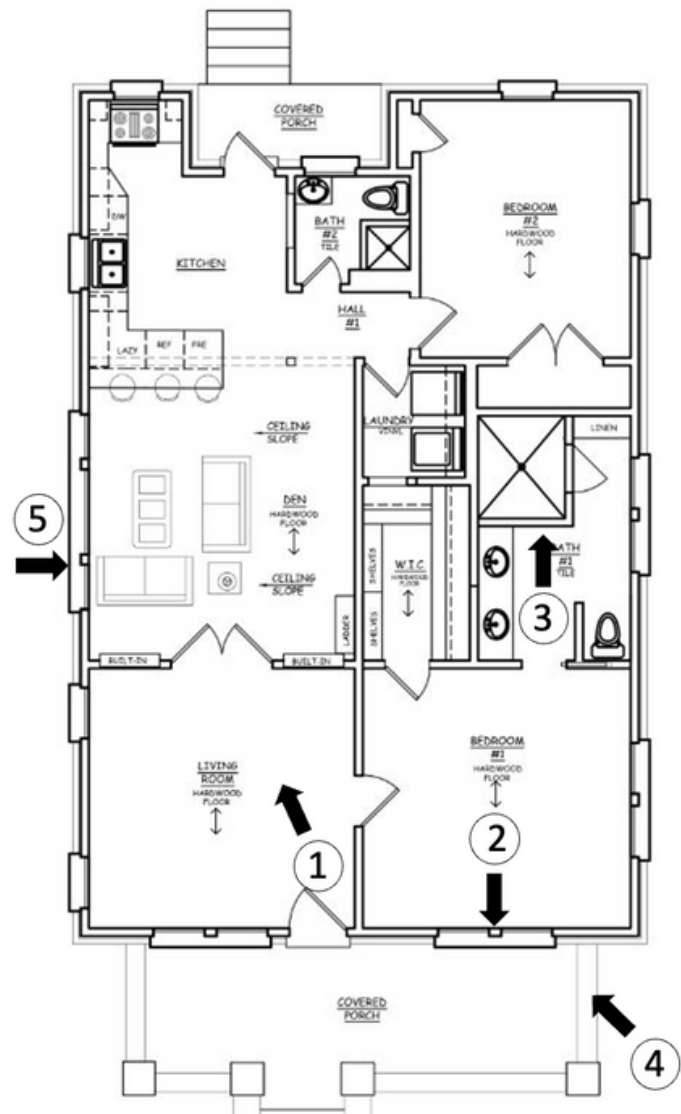 COVERED
PORCH
DW
BATH
#2
TILE
BEDROOM
#2
HARDWOOD
FLOOR
KITCHEN
HALL
#1
LAZY
REF
FRE
LAUNDRY
VINYL
LINEN
CEILING
SLOPE
5
DEN
HARDWOOD
FLOOR
SHELVES
W.I.C
HARDWOOD
FLOOR
ATH
#1
TILE
CEILING
SLOPE
SHELVES
LADDER
3
BUILT-IN
BUILT-IN
BEDROOM
#1
HARDWOOD
FLOOR
LIVING
ROOM
HARDWOOD
FLOOR
2
1
COVERED
PORCH
4